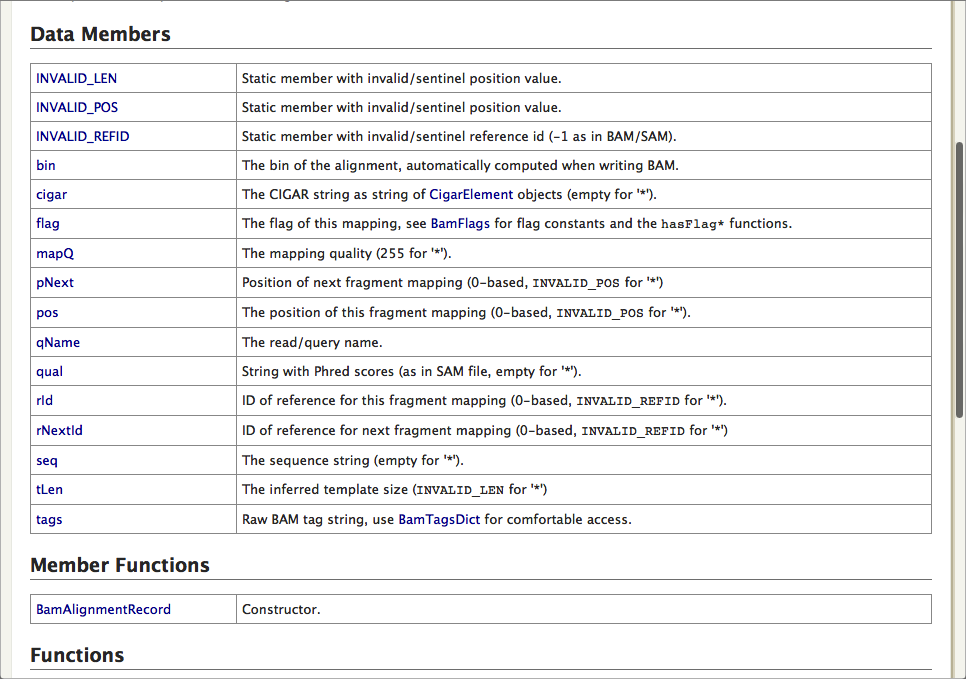 Data Members
INVALID_LEN Static member with invalid/sentinel position value.
INVALID_POS Static member with invalid/sentinel position value.
INVALID_REFID Static member with invalid/sentinel reference id (-1 as in BAM/SAM).
bin The bin of the alignment, automatically computed when writing BAM.
cigar The CIGAR string as string of CigarElement objects (empty for '*').
flag The flag of this mapping, see BamFlags for flag constants and the hasFlag* functions.
mapQ The mapping quality (255 for '*').
pNext Position of next fragment mapping (0-based, INVALID_POS for '*')
pos The position of this fragment mapping (0-based, INVALID_POS for '*').
qName The read/query name.
qual String with Phred scores (as in SAM file, empty for '*').
rId ID of reference for this fragment mapping (0-based, INVALID_REFID for '*').
rNextId ID of reference for next fragment mapping (0-based, INVALID_REFID for '*')
seq The sequence string (empty for '*').
tLen The inferred template size (INVALID_LEN for '*')
tags Raw BAM tag string, use BamTagsDict for comfortable access.
Member Functions
BamAlignmentRecord Constructor.
Functions